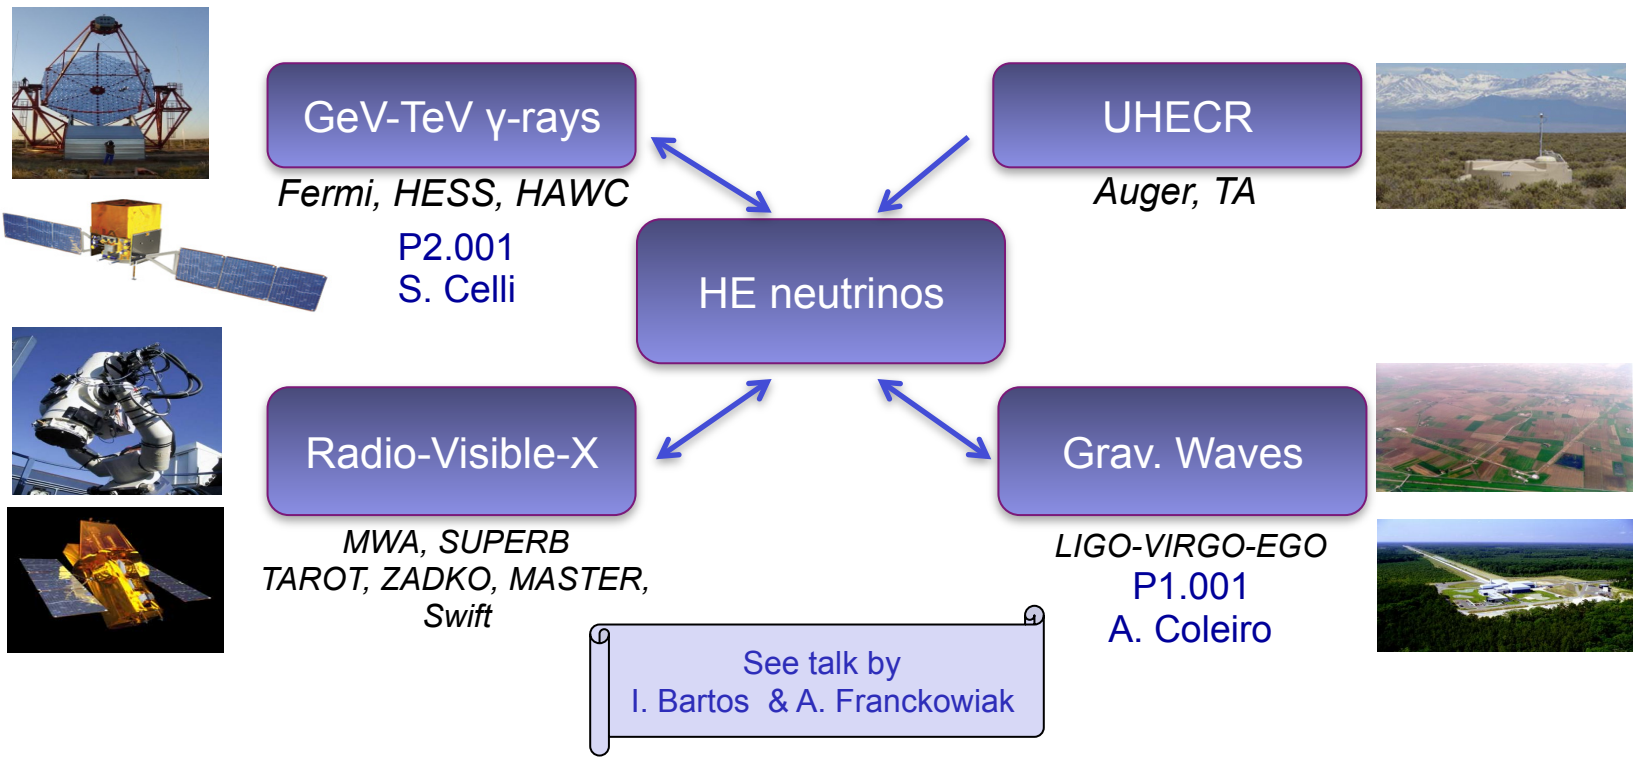 GeV-TeV γ-rays
Fermi, HESS, HAWC
P2.001
S. Celli
UHECR
Auger, TA
HE neutrinos
Radio-Visible-X
MWA, SUPERB
TAROT, ZADKO, MASTER,
Swift
Grav. Waves
LIGO-VIRGO-EGO
P1.001
A. Coleiro
See talk by
I. Bartos & A. Franckowiak